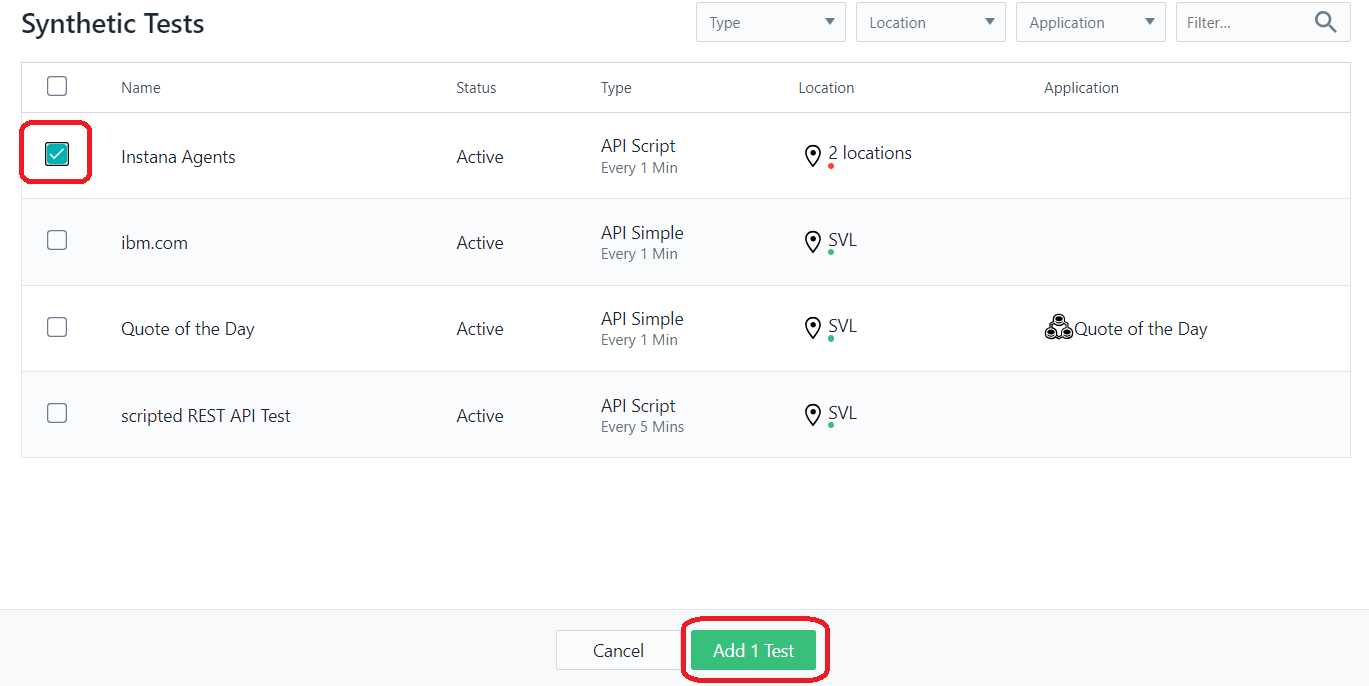 Synthetic Tests
Type
Location
Application
Filter...
Name Status Type Location Application
Instana Agents Active API Script 2 locations
Every 1 Min
ibm.com Active API Simple SVL
Every 1 Min
Quote of the Day Active API Simple SVL Quote of the Day
Every 1 Min
scripted REST API Test Active API Script SVL
Every 5 Mins
Cancel
Add 1 Test